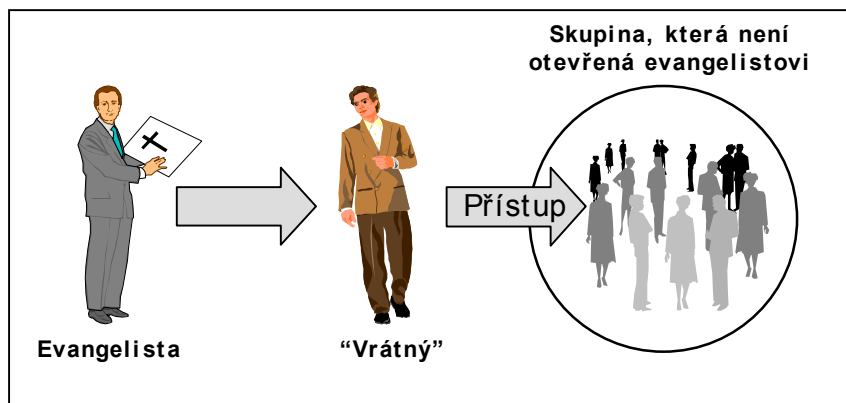 Skupina, která není
otevřená evangelistovi
Přístup
Evangelista
“Vrátný”